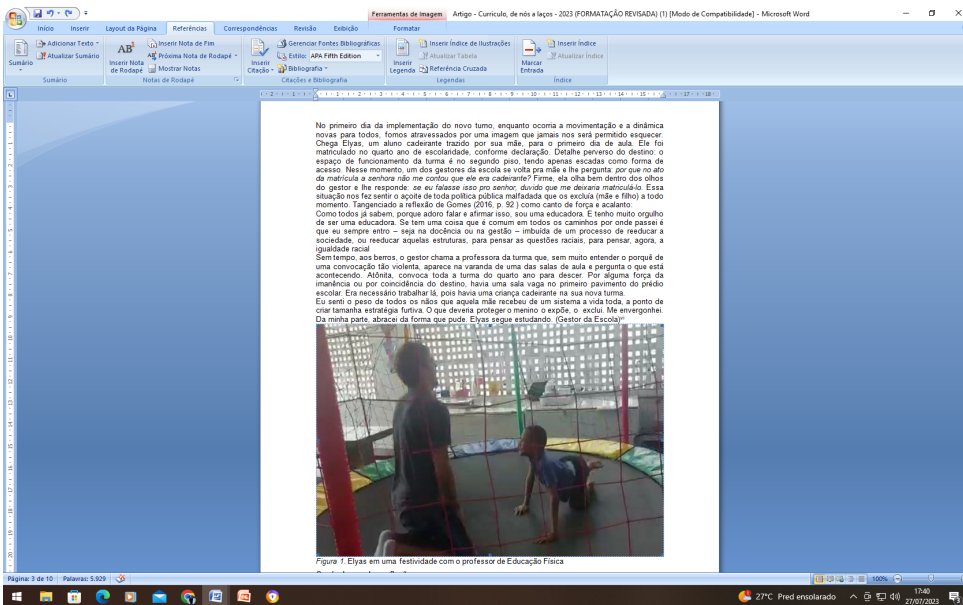 Ferramentas de Imagem
Artigo - Curriculo, de nós a laços - 2023 (FORMATAÇÃO REVISADA) (1) [Modo de Compatibilidade] - Microsoft Word
Início Inserir Layout da Página Referências Correspondências Revisão Exibição Formatar
Sumário
Adicionar Texto
Atualizar Sumário
Sumário
AB¹
Inserir Nota de Rodapé
Inserir Nota de Fim
Próxima Nota de Rodapé
Mostrar Notas
Notas de Rodapé
Inserir Citação
Gerenciar Fontes Bibliográficas
Estilo: APA Fifth Edition
Bibliografia
Citações e Bibliografia
Inserir Legenda
Inserir Índice de Ilustrações
Atualizar Tabela
Referência Cruzada
Legendas
Marcar Entrada
Inserir Índice
Atualizar Índice
Índice
No primeiro dia da implementação do novo turno, enquanto ocorria a movimentação e a dinâmica
novas para todos, fomos atravessados por uma imagem que jamais nos será permitido esquecer.
Chega Elyas, um aluno cadeirante trazido por sua mãe, para o primeiro dia de aula. Ele foi
matriculado no quarto ano de escolaridade, conforme declaração. Detalhe perverso do destino: o
espaço de funcionamento da turma é no segundo piso, tendo apenas escadas como forma de
acesso. Nesse momento, um dos gestores da escola se volta pra mãe e lhe pergunta: por que no ato
da matrícula a senhora não me contou que ele era cadeirante? Firme, ela olha bem dentro dos olhos
do gestor e lhe responde: se eu falasse isso pro senhor, duvido que me deixaria matriculá-lo. Essa
situação nos fez sentir o açoite de toda política pública malfadada que os excluía (mãe e filho) a todo
momento. Tangenciado a reflexão de Gomes (2016, p. 92 ) como canto de força e acalanto:
Como todos já sabem, porque adoro falar e afirmar isso, sou uma educadora. E tenho muito orgulho
de ser uma educadora. Se tem uma coisa que é comum em todos os caminhos por onde passei é
que eu sempre entro – seja na docência ou na gestão – imbuída de um processo de reeducar a
sociedade, ou reeducar aquelas estruturas, para pensar as questões raciais, para pensar, agora, a
igualdade racial
Sem tempo, aos berros, o gestor chama a professora da turma que, sem muito entender o porquê de
uma convocação tão violenta, aparece na varanda de uma das salas de aula e pergunta o que está
acontecendo. Atônita, convoca toda a turma do quarto ano para descer. Por alguma força da
imanência ou por coincidência do destino, havia uma sala vaga no primeiro pavimento do prédio
escolar. Era necessário trabalhar lá, pois havia uma criança cadeirante na sua nova turma.
Eu senti o peso de todos os nãos que aquela mãe recebeu de um sistema a vida toda, a ponto de
criar tamanha estratégia furtiva. O que deveria proteger o menino o expõe, o exclui. Me envergonhei.
Da minha parte, abracei da forma que pude. Elyas segue estudando. (Gestor da Escola)
Figura 1. Elyas em uma festividade com o professor de Educação Física
Página: 3 de 10 Palavras: 5.929 100%
27°C Pred ensolarado 17:40
27/07/2023